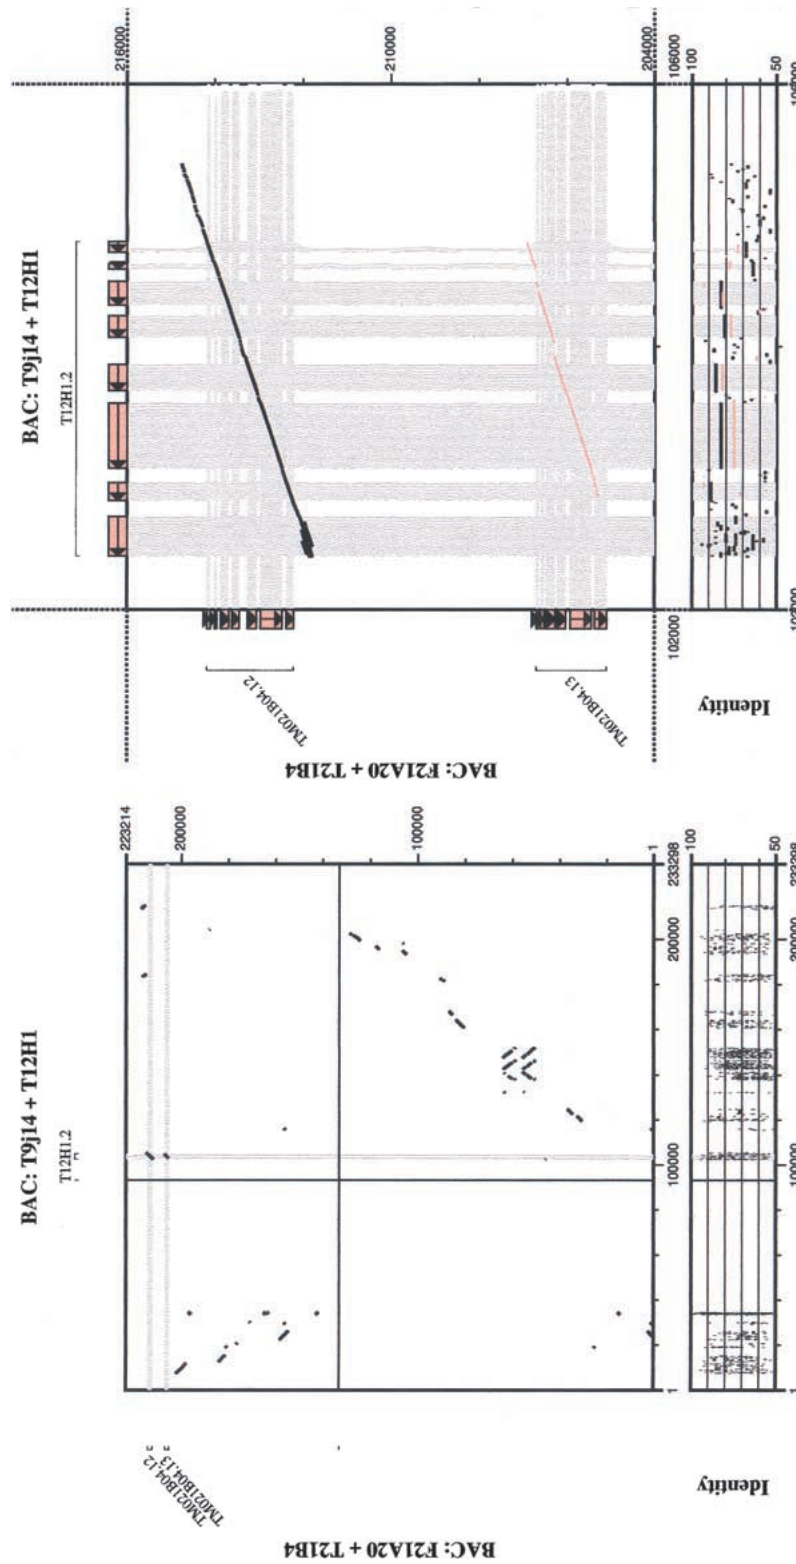 BAC: T9j14 + T12H1
T12H1.2
TM021B04.12
TM021B04.13
BAC: F21A20 + T21B4
223214
200000
100000
1
Identity
100
50
1
100000
200000
233298
BAC: T9j14 + T12H1
T12H1.2
TM021B04.12
TM021B04.13
BAC: F21A20 + T21B4
216000
210000
204000
102000
106000
Identity
100
50